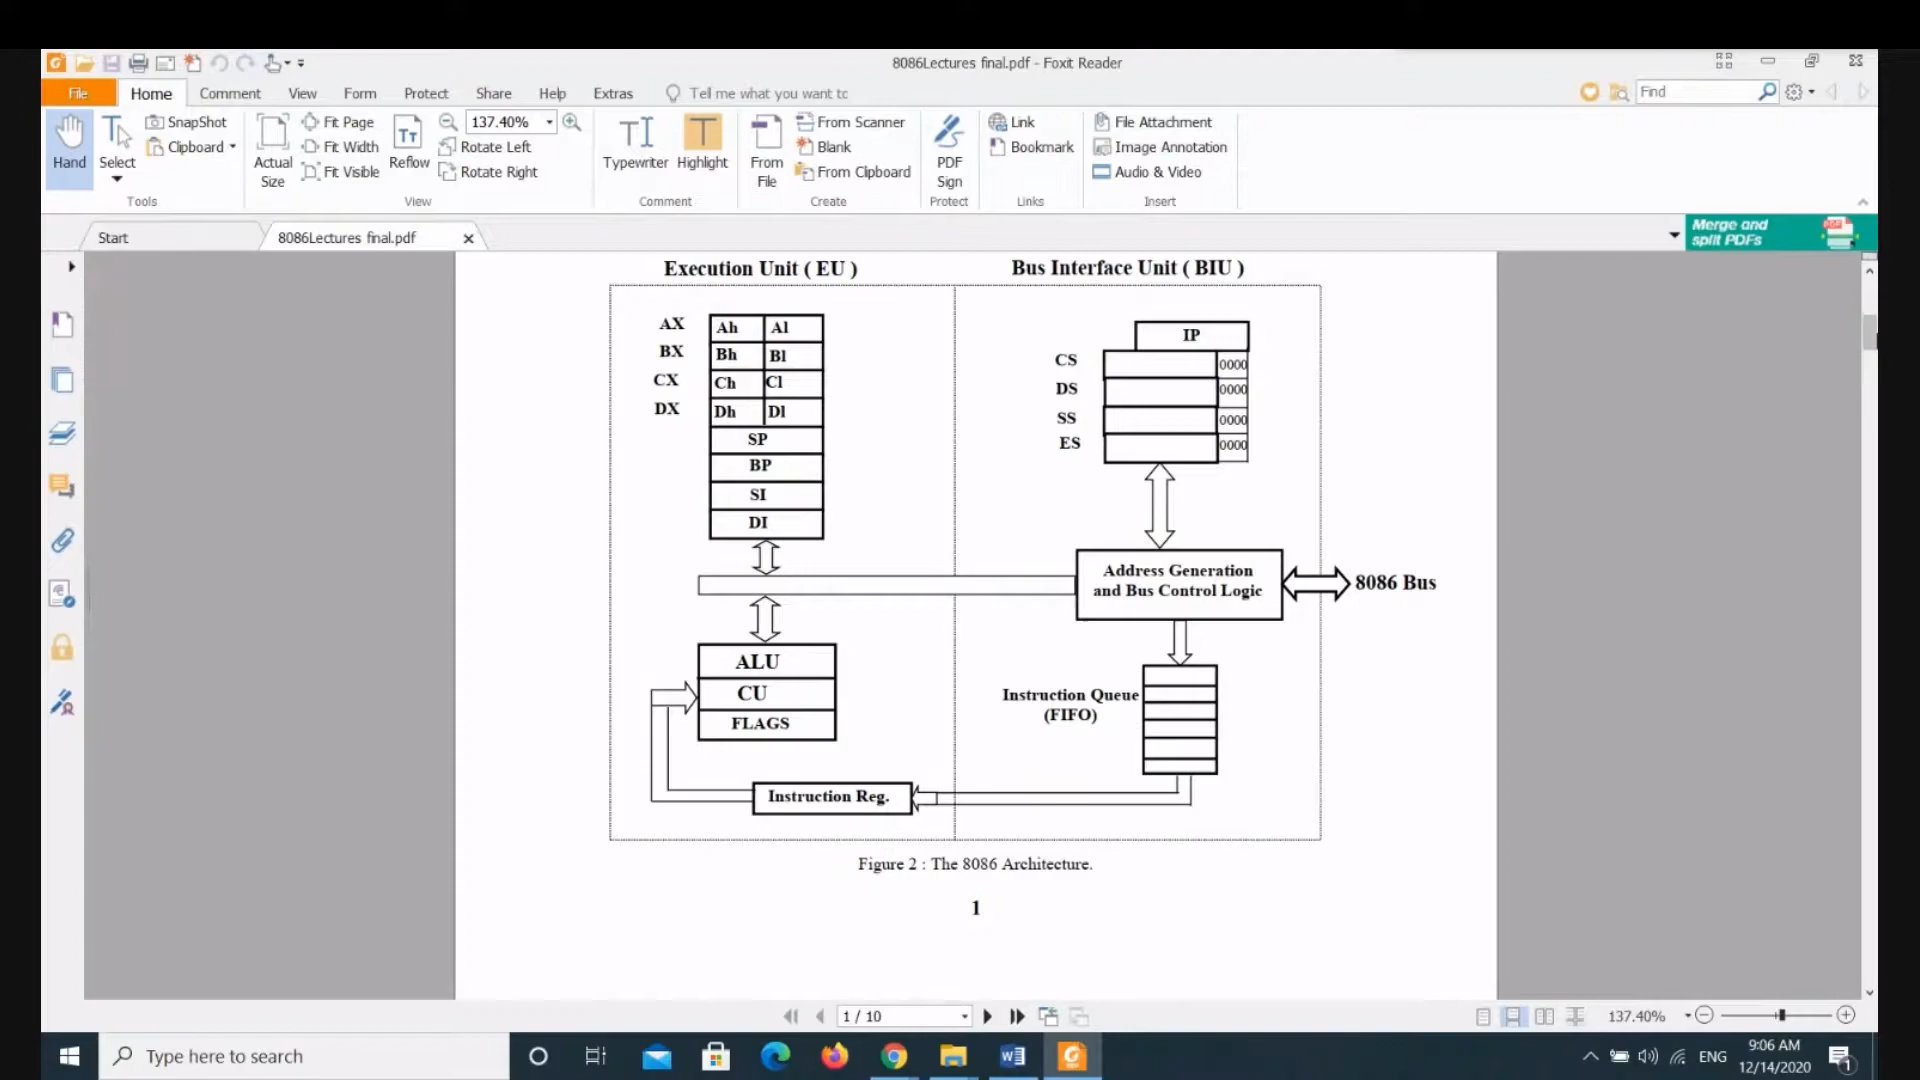 8086Lectures final.pdf - Foxit Reader
File Home Comment View Form Protect Share Help Extras Tell me what you want tc Find
Hand
Select
SnapShot
Clipboard
Tools
Actual Size
Fit Page
Fit Width
Fit Visible
Reflow
137.40%
Rotate Left
Rotate Right
View
Typewriter
Highlight
Comment
From File
From Scanner
Blank
From Clipboard
Create
PDF Sign
Protect
Link
Bookmark
Links
File Attachment
Image Annotation
Audio & Video
Insert
Start
8086Lectures final.pdf
Merge and
split PDFs
Execution Unit ( EU )
Bus Interface Unit ( BIU )
AX Ah Al
BX Bh Bl
CX Ch Cl
DX Dh Dl
SP
BP
SI
DI
IP
CS 0000
DS 0000
SS 0000
ES 0000
Address Generation
and Bus Control Logic
8086 Bus
ALU
CU
FLAGS
Instruction Queue
(FIFO)
Instruction Reg.
Figure 2 : The 8086 Architecture.
1
1 / 10
137.40%
Type here to search
ENG
9:06 AM
12/14/2020
1